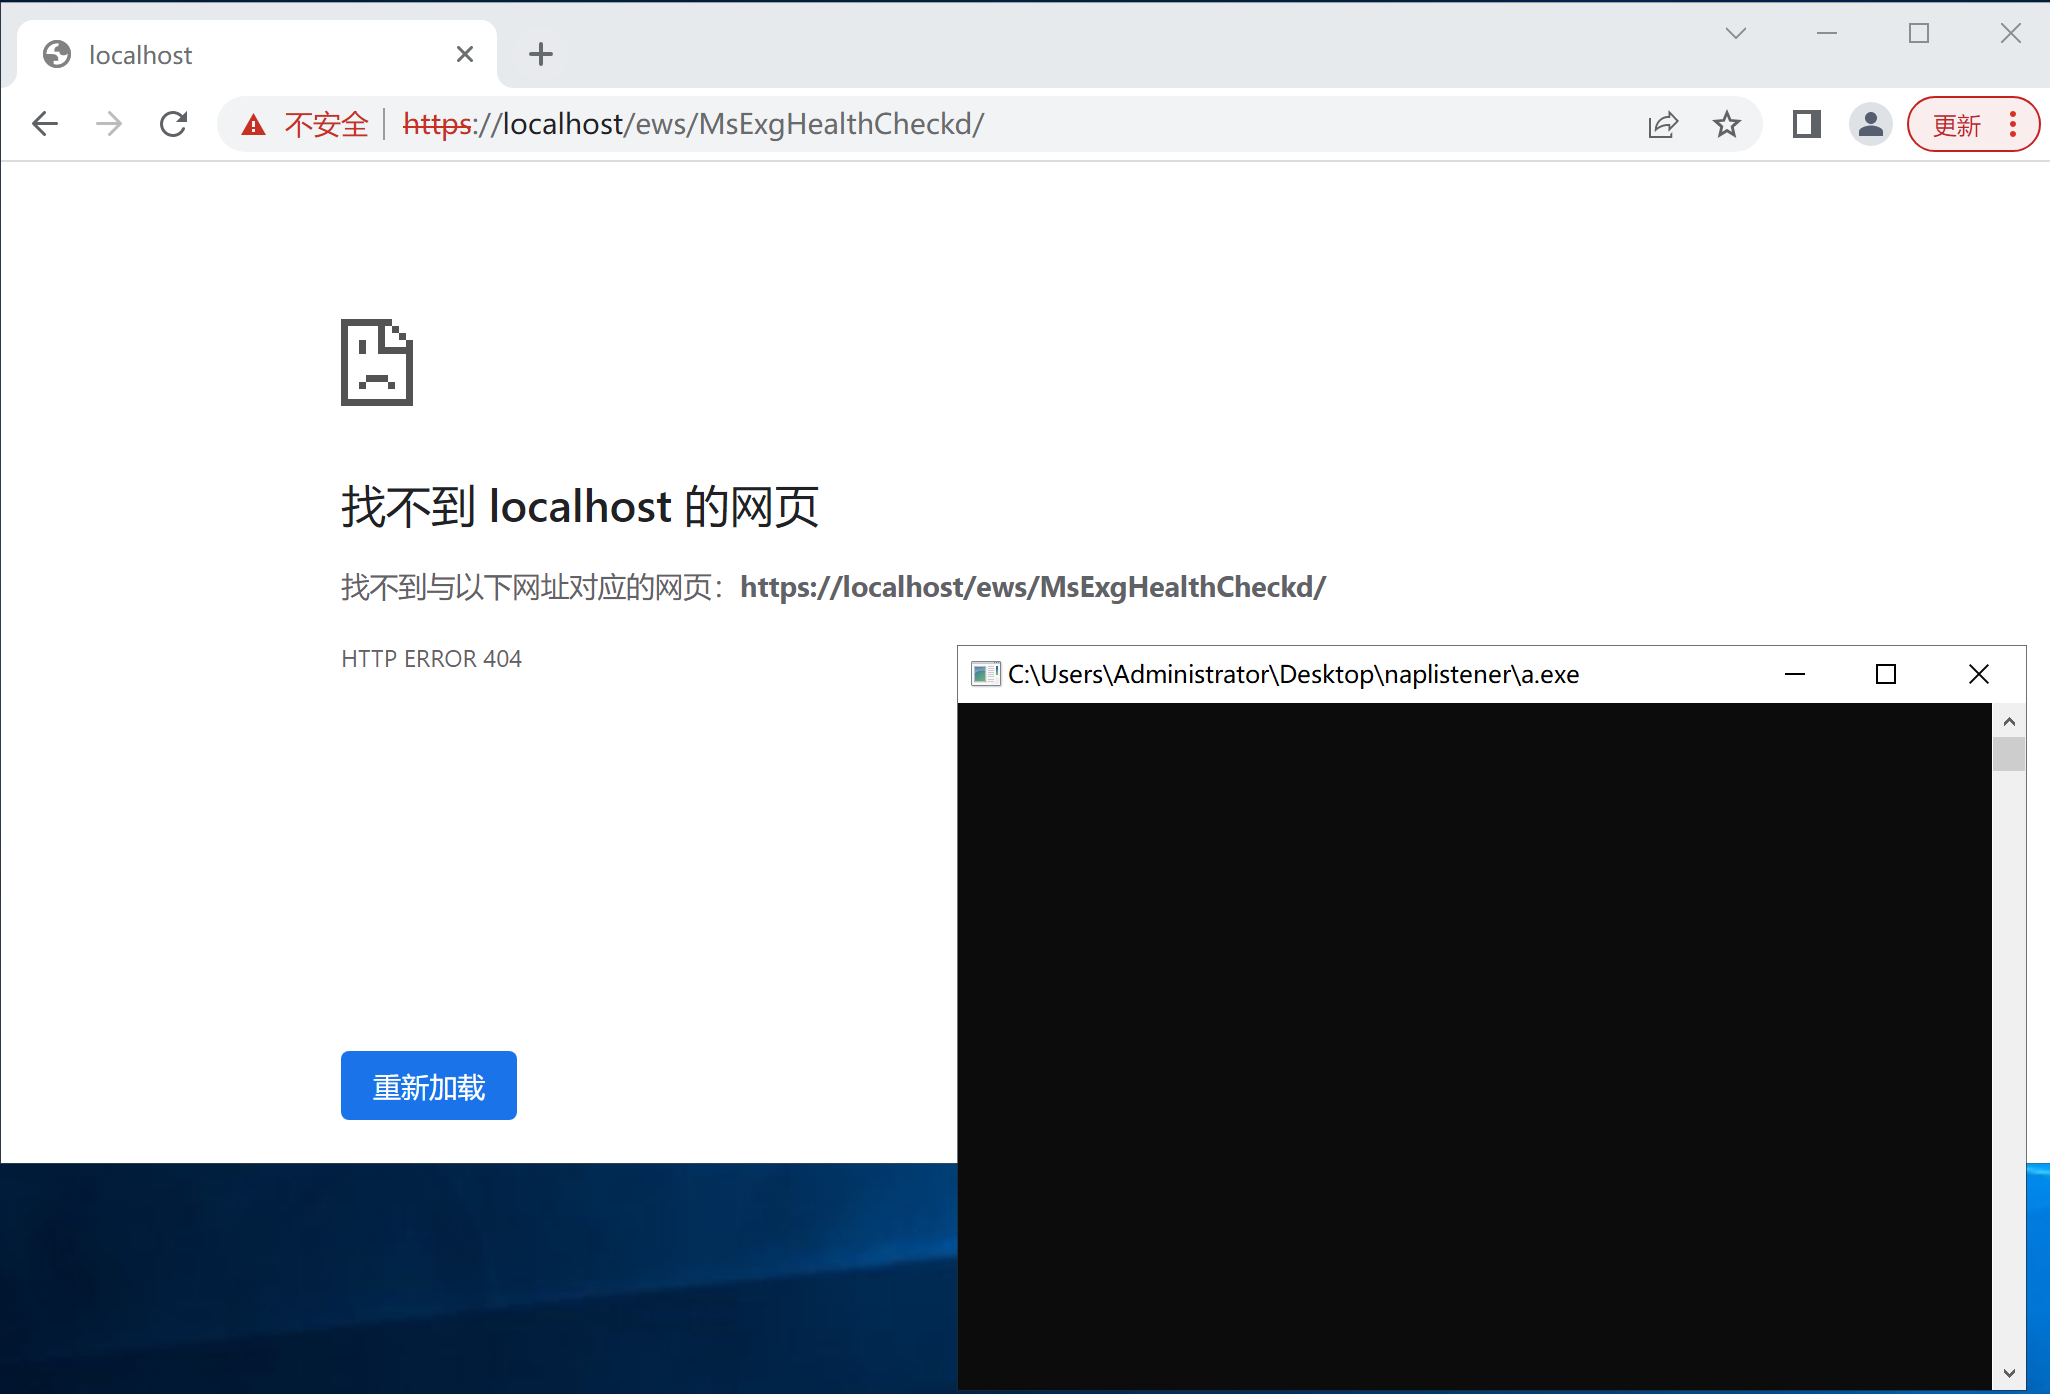 localhost
不安全 https://localhost/ews/MsExgHealthCheckd/
更新
找不到 localhost 的网页
找不到与以下网址对应的网页：https://localhost/ews/MsExgHealthCheckd/
HTTP ERROR 404
C:\Users\Administrator\Desktop\naplistener\a.exe
重新加载